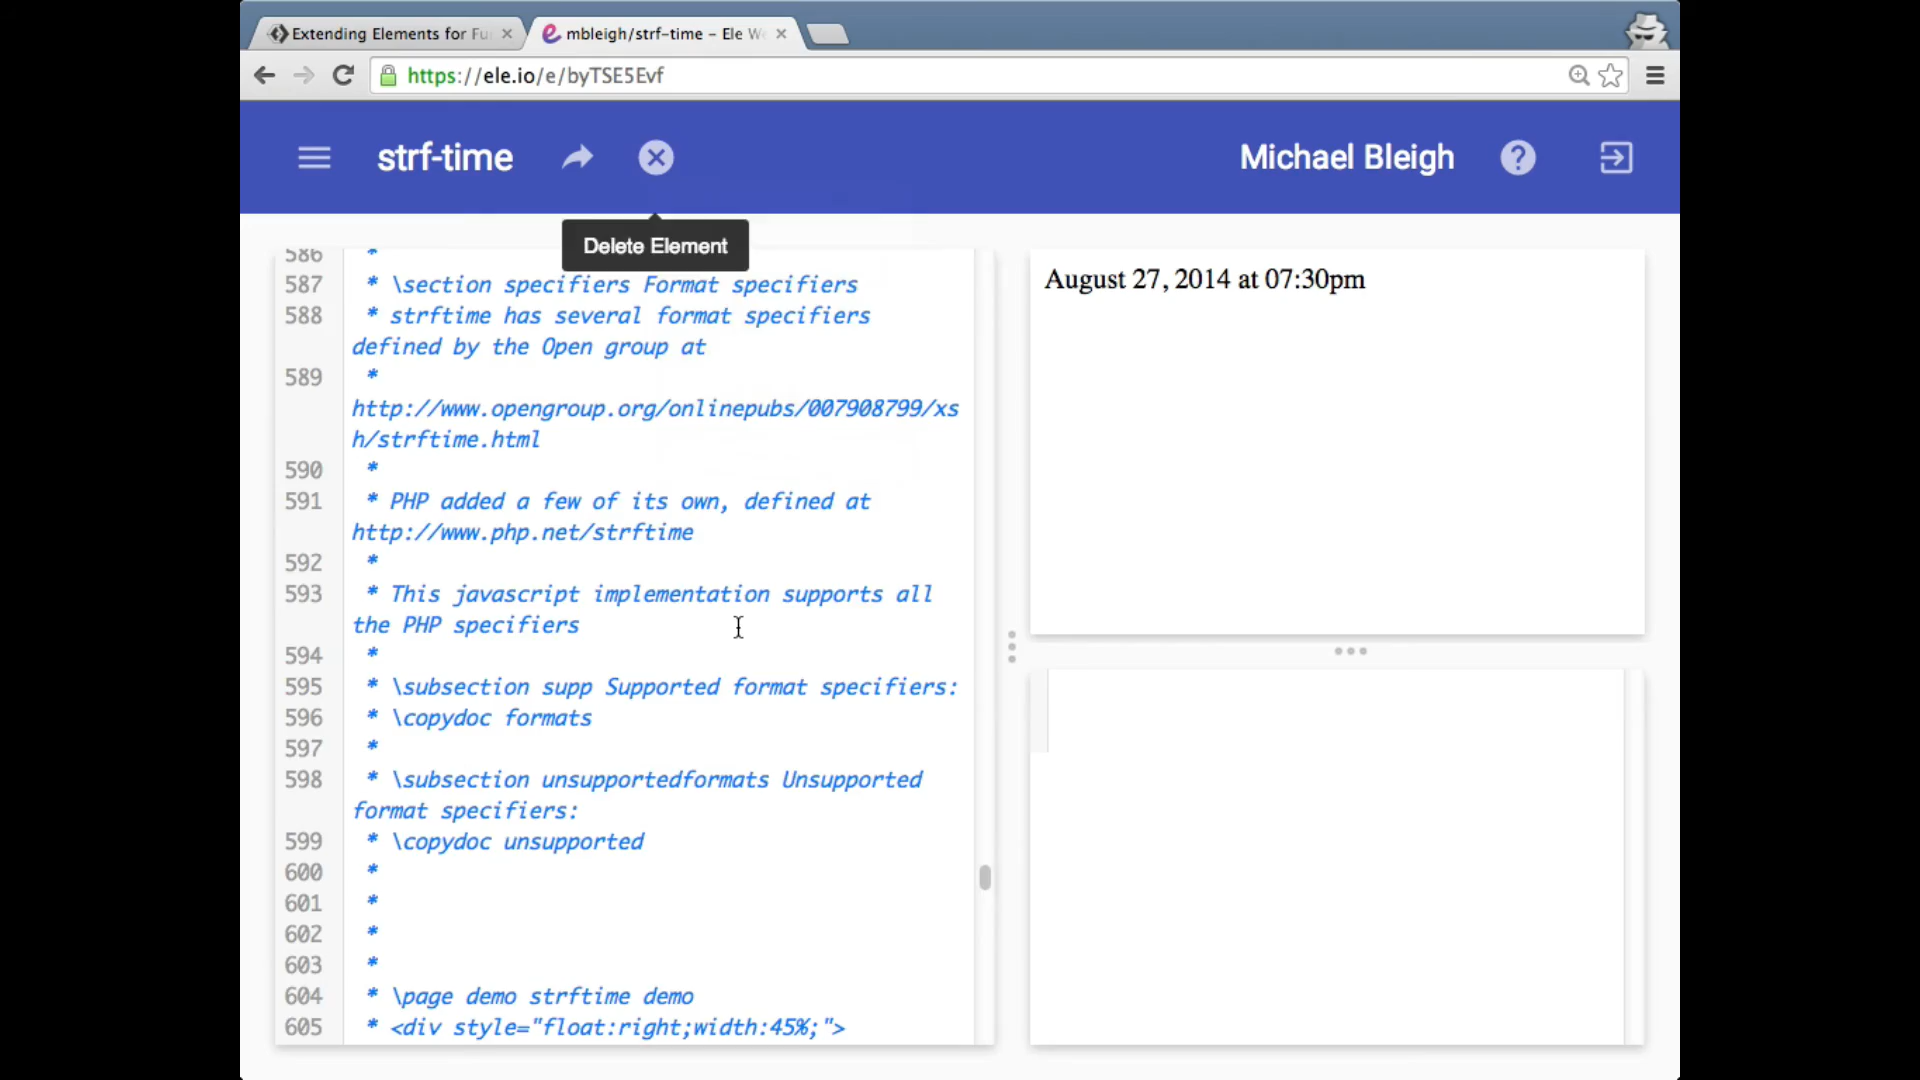 Extending Elements for Fu
mbleigh/strf-time – Ele W
https://ele.io/e/byTSE5Evf
strf-time
Michael Bleigh
?
Delete Element
586 *
587 * \section specifiers Format specifiers
588 * strftime has several format specifiers
defined by the Open group at
589 *
http://www.opengroup.org/onlinepubs/007908799/xs
h/strftime.html
590 *
591 * PHP added a few of its own, defined at
http://www.php.net/strftime
592 *
593 * This javascript implementation supports all
the PHP specifiers
594 *
595 * \subsection supp Supported format specifiers:
596 * \copydoc formats
597 *
598 * \subsection unsupportedformats Unsupported
format specifiers:
599 * \copydoc unsupported
600 *
601 *
602 *
603 *
604 * \page demo strftime demo
605 * <div style="float:right;width:45%;">
August 27, 2014 at 07:30pm